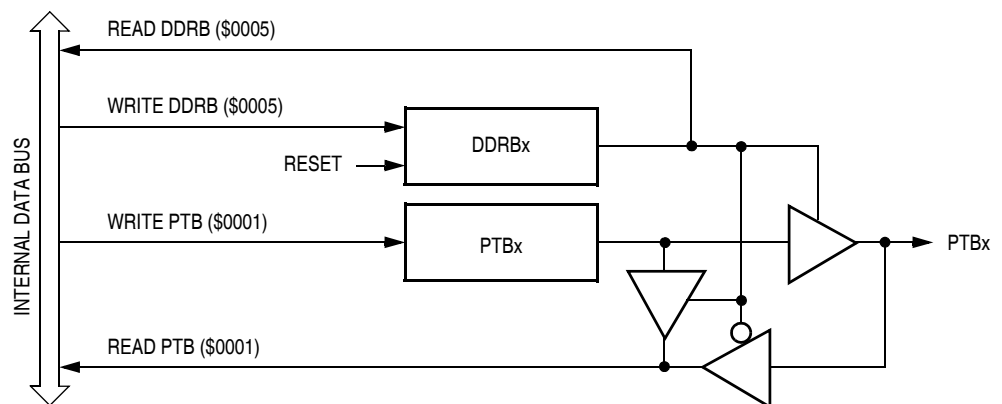 READ DDRB ($0005)
WRITE DDRB ($0005)
DDRBx
RESET
WRITE PTB ($0001)
PTBx
PTBx
READ PTB ($0001)
INTERNAL DATA BUS